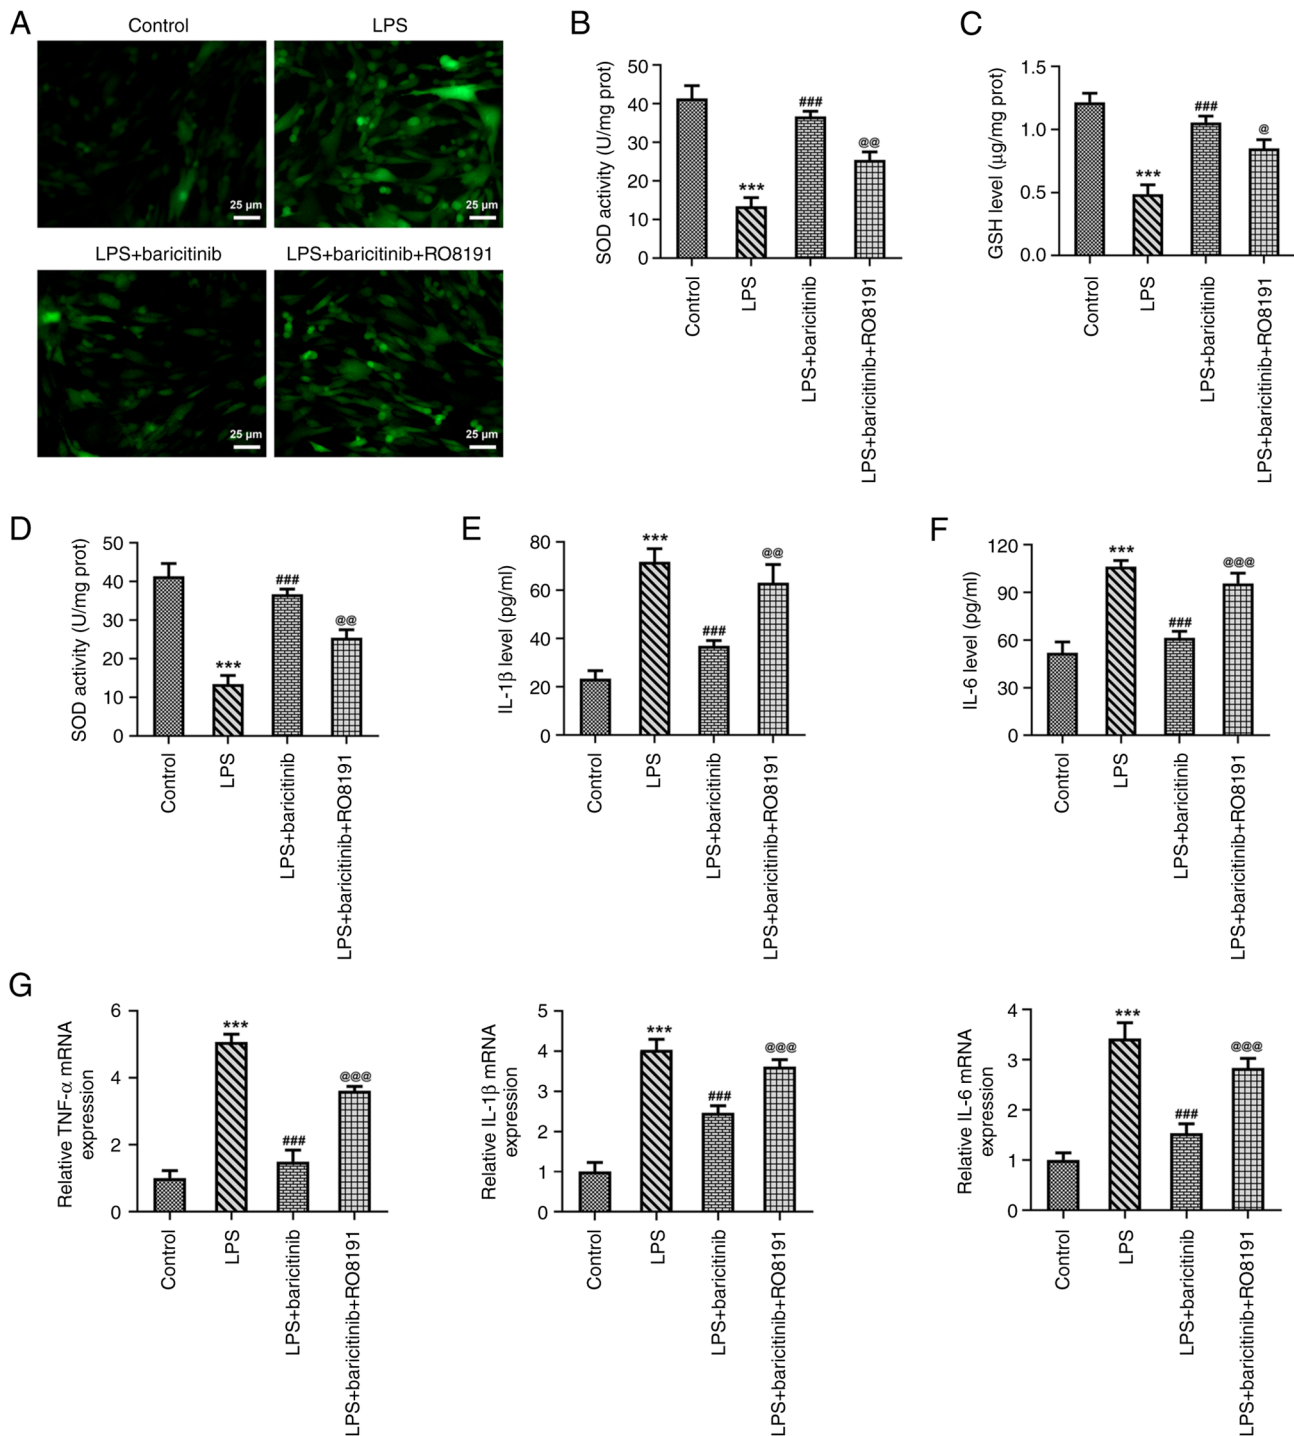 A
Control
LPS
25 µm
25 µm
LPS+baricitinib
LPS+baricitinib+RO8191
25 µm
25 µm
B
SOD activity (U/mg prot)
50
40
30
20
10
0
***
###
@@
Control
LPS
LPS+baricitinib
LPS+baricitinib+RO8191
C
GSH level (µg/mg prot)
1.5
1.0
0.5
0.0
***
###
@
Control
LPS
LPS+baricitinib
LPS+baricitinib+RO8191
D
SOD activity (U/mg prot)
50
40
30
20
10
0
***
###
@@
Control
LPS
LPS+baricitinib
LPS+baricitinib+RO8191
E
IL-1β level (pg/ml)
80
60
40
20
0
***
###
@@
Control
LPS
LPS+baricitinib
LPS+baricitinib+RO8191
F
IL-6 level (pg/ml)
120
90
60
30
0
***
###
@@@
Control
LPS
LPS+baricitinib
LPS+baricitinib+RO8191
G
Relative TNF-α mRNA
expression
6
4
2
0
***
###
@@@
Control
LPS
LPS+baricitinib
LPS+baricitinib+RO8191
Relative IL-1β mRNA
expression
5
4
3
2
1
0
***
###
@@@
Control
LPS
LPS+baricitinib
LPS+baricitinib+RO8191
Relative IL-6 mRNA
expression
4
3
2
1
0
***
###
@@@
Control
LPS
LPS+baricitinib
LPS+baricitinib+RO8191